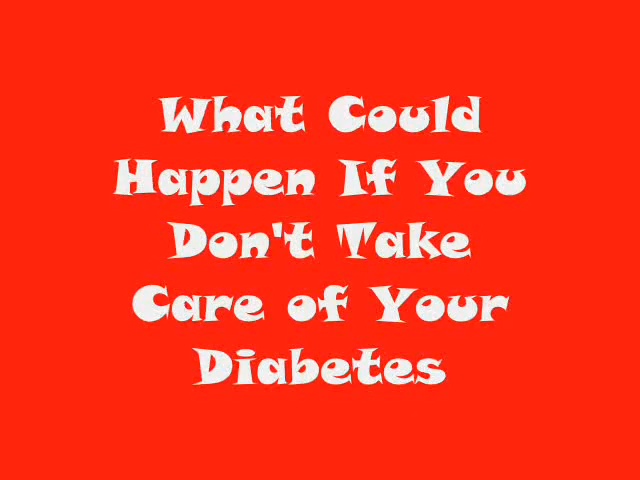 What Could
Happen If You
Don't Take
Care of Your
Diabetes